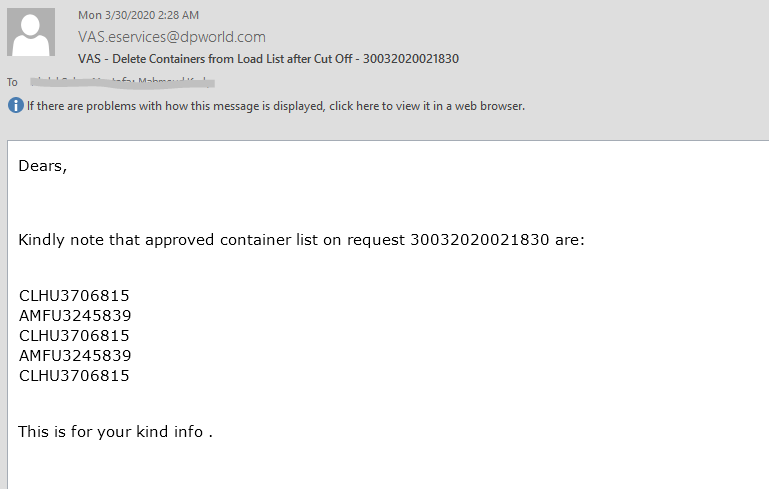 Mon 3/30/2020 2:28 AM
VAS.eservices@dpworld.com
VAS - Delete Containers from Load List after Cut Off - 30032020021830
To
If there are problems with how this message is displayed, click here to view it in a web browser.
Dears,
Kindly note that approved container list on request 30032020021830 are:
CLHU3706815
AMFU3245839
CLHU3706815
AMFU3245839
CLHU3706815
This is for your kind info .